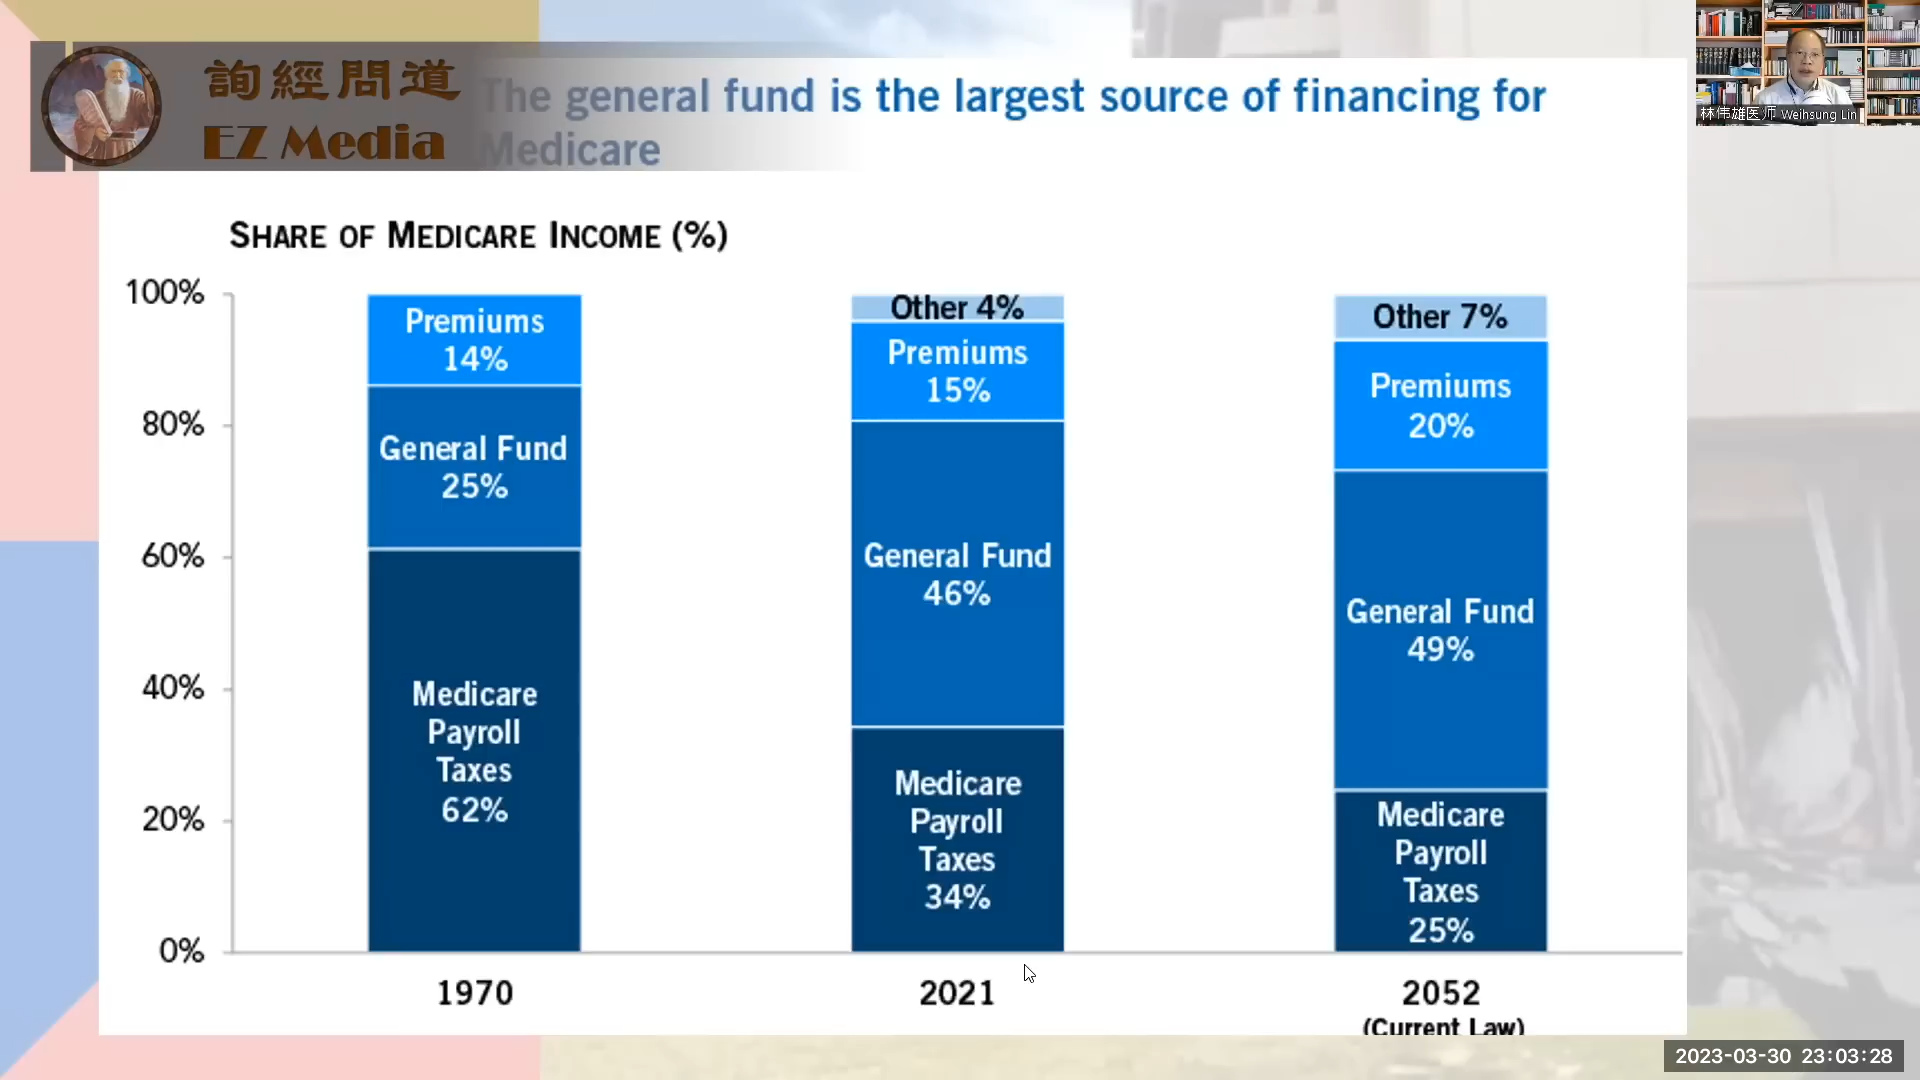 詢經問道
EZ Media
The general fund is the largest source of financing for
Medicare
SHARE OF MEDICARE INCOME (%)
100%
80%
60%
40%
20%
0%
Premiums
14%
General Fund
25%
Medicare
Payroll
Taxes
62%
1970
Other 4%
Premiums
15%
General Fund
46%
Medicare
Payroll
Taxes
34%
2021
Other 7%
Premiums
20%
General Fund
49%
Medicare
Payroll
Taxes
25%
2052
(Current Law)
林伟雄医师 Weihsung Lin
2023-03-30 23:03:28